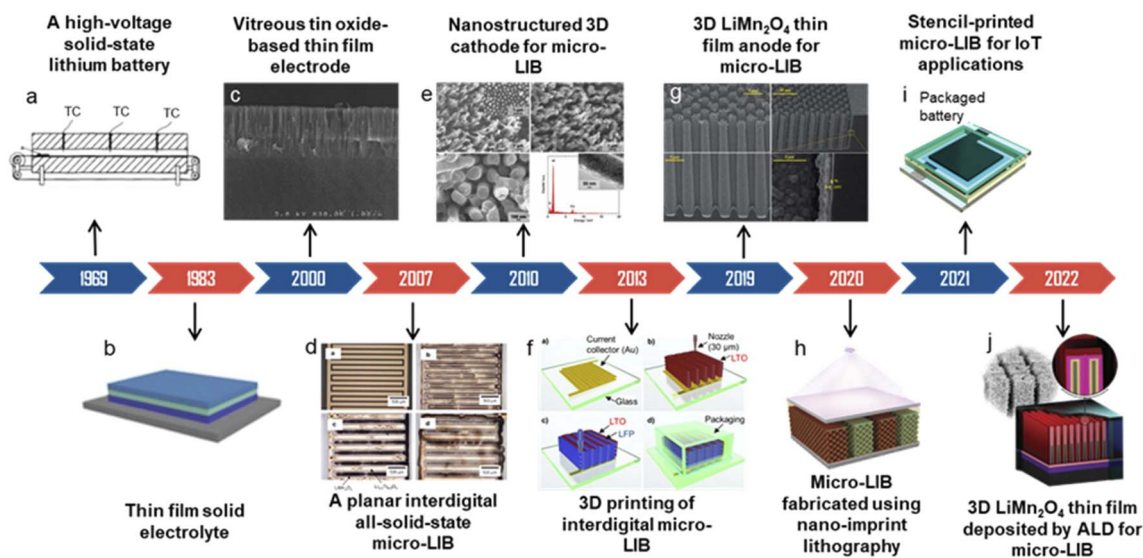 A high-voltage
solid-state
lithium battery
Vitreous tin oxide-
based thin film
electrode
Nanostructured 3D
cathode for micro-
LIB
3D LiMn₂O₄ thin
film anode for
micro-LIB
Stencil-printed
micro-LIB for IoT
applications
a
TC
TC
TC
c
e
g
i
Packaged
battery
1969
1983
2000
2007
2010
2013
2019
2020
2021
2022
b
Thin film solid
electrolyte
d
a
b
c
d
A planar interdigital
all-solid-state
micro-LIB
f
a)
Current
collector (Au)
Glass
b)
Nozzle
(30 µm)
LTO
c)
LTO
LFP
d)
Packaging
3D printing of
interdigital micro-
LIB
h
Micro-LIB
fabricated using
nano-imprint
lithography
j
3D LiMn₂O₄ thin film
deposited by ALD for
micro-LIB